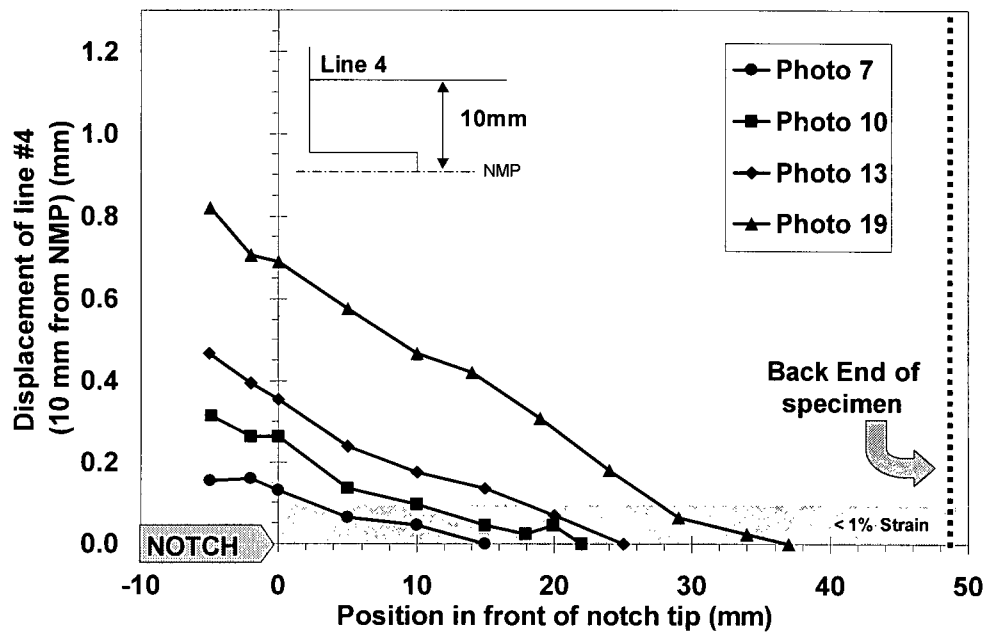 Displacement of line #4
(10 mm from NMP) (mm)
1.2
1.0
0.8
0.6
0.4
0.2
0.0
Line 4
10mm
NMP
Photo 7
Photo 10
Photo 13
Photo 19
Back End of
specimen
< 1% Strain
NOTCH
-10
0
10
20
30
40
50
Position in front of notch tip (mm)